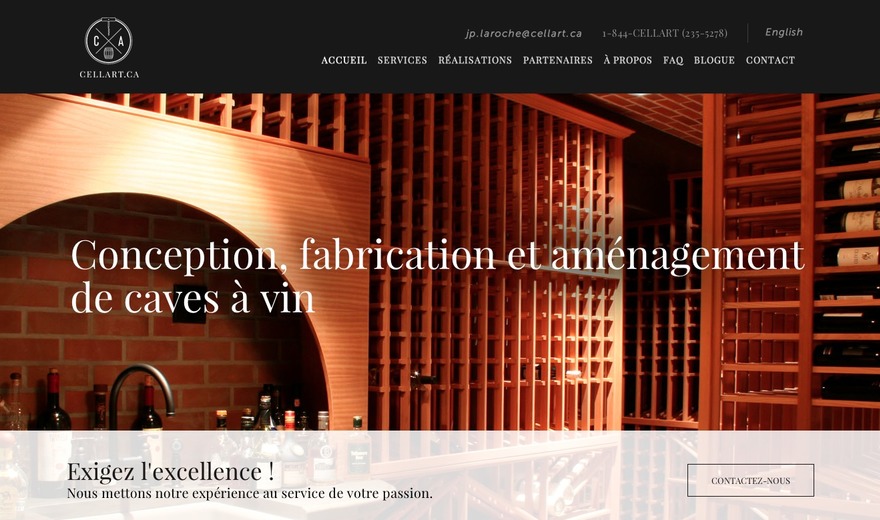 C A
CELLART.CA
jp.laroche@cellart.ca 1-844-CELLART (235-5278) English
ACCUEIL SERVICES RÉALISATIONS PARTENAIRES À PROPOS FAQ BLOGUE CONTACT
Conception, fabrication et aménagement
de caves à vin
Exigez l'excellence !
Nous mettons notre expérience au service de votre passion.
CONTACTEZ-NOUS